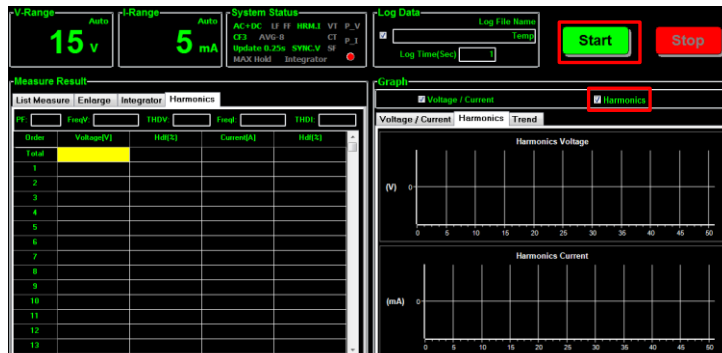 V-Range
Auto
15 V
I-Range
Auto
5 mA
System Status
AC+DC LF FF HRM.I VT P_V
CF3 AVG-8 CT P_I
Update 0.25s SYNC.V SF
MAX Hold Integrator
Log Data
Log File Name
Temp
Log Time(Sec) 1
Start
Stop
Measure Result
List Measure Enlarge Integrator Harmonics
PF: FreqV: THDV: FreqI: THDI:
Order Voltage[V] Hdf[%] Current[A] Hdf[%]
Total
1
2
3
4
5
6
7
8
9
10
11
12
13
Graph
Voltage / Current Harmonics
Voltage / Current Harmonics Trend
Harmonics Voltage
(V) 0
0 5 10 15 20 25 30 35 40 45 50
Harmonics Current
(mA) 0
0 5 10 15 20 25 30 35 40 45 50